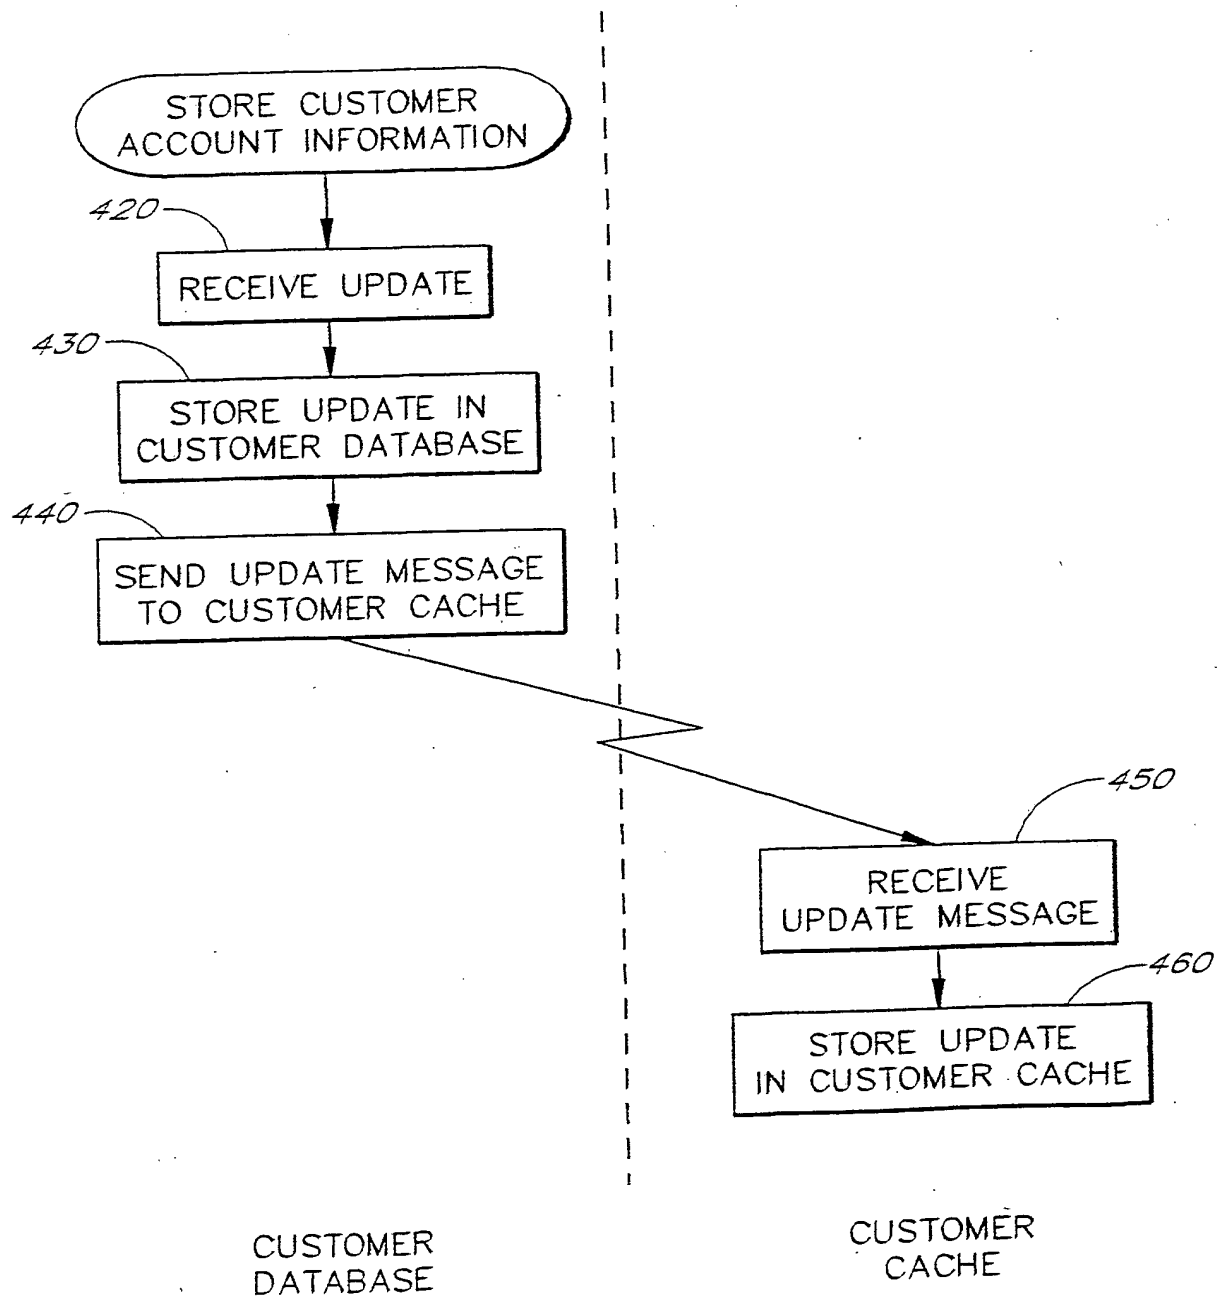 STORE CUSTOMER
ACCOUNT INFORMATION
420
RECEIVE UPDATE
430
STORE UPDATE IN
CUSTOMER DATABASE
440
SEND UPDATE MESSAGE
TO CUSTOMER CACHE
450
RECEIVE
UPDATE MESSAGE
460
STORE UPDATE
IN CUSTOMER CACHE
CUSTOMER
DATABASE
CUSTOMER
CACHE